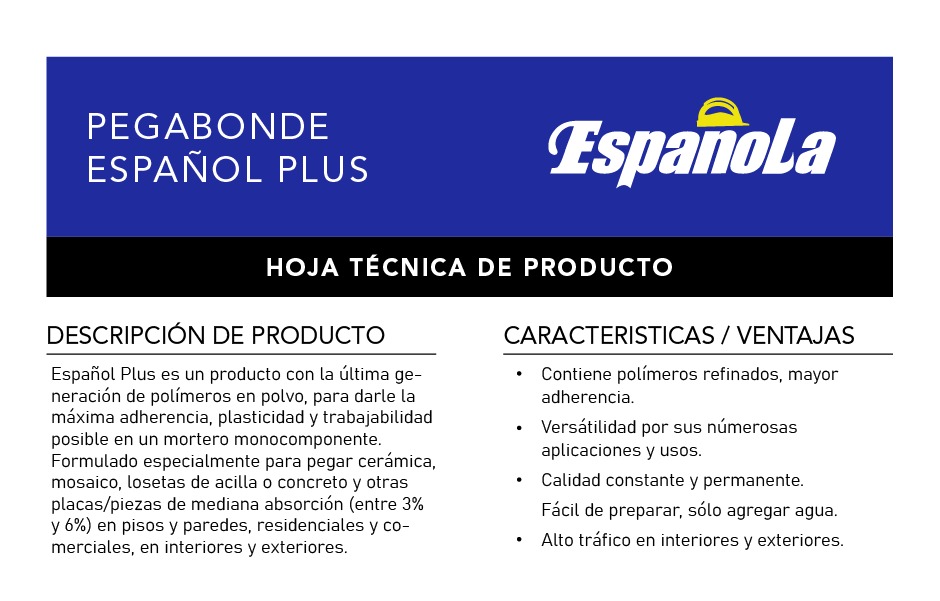 PEGABONDE
ESPAÑOL PLUS
Española
HOJA TÉCNICA DE PRODUCTO
DESCRIPCIÓN DE PRODUCTO
Español Plus es un producto con la última ge-
neración de polímeros en polvo, para darle la
máxima adherencia, plasticidad y trabajabilidad
posible en un mortero monocomponente.
Formulado especialmente para pegar cerámica,
mosaico, losetas de acilla o concreto y otras
placas/piezas de mediana absorción (entre 3%
y 6%) en pisos y paredes, residenciales y co-
merciales, en interiores y exteriores.
CARACTERISTICAS / VENTAJAS
• Contiene polímeros refinados, mayor
adherencia.
• Versátilidad por sus númerosas
aplicaciones y usos.
• Calidad constante y permanente.
Fácil de preparar, sólo agregar agua.
• Alto tráfico en interiores y exteriores.